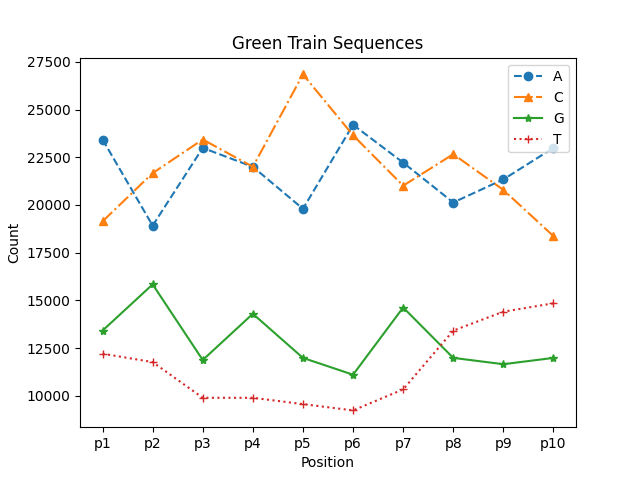 Green Train Sequences
27500
25000
22500
20000
17500
15000
12500
10000
Count
A
C
G
T
p1 p2 p3 p4 p5 p6 p7 p8 p9 p10
Position